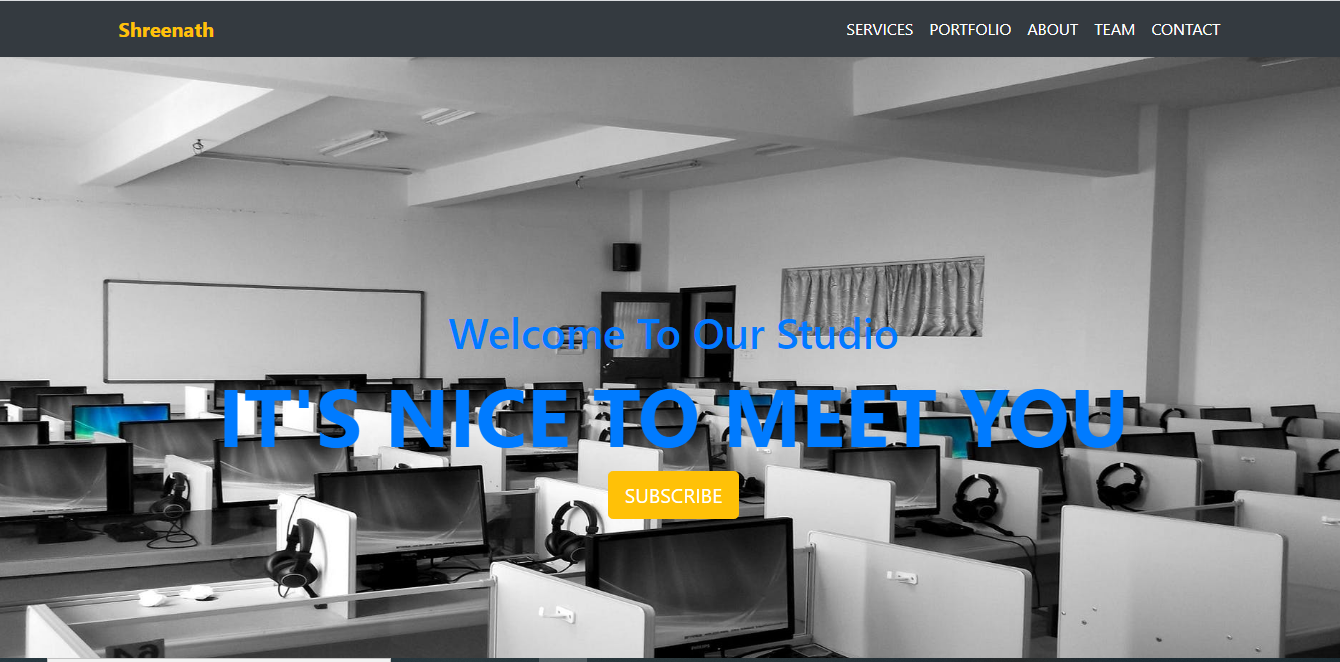 Shreenath
SERVICES PORTFOLIO ABOUT TEAM CONTACT
Welcome To Our Studio
IT'S NICE TO MEET YOU
SUBSCRIBE